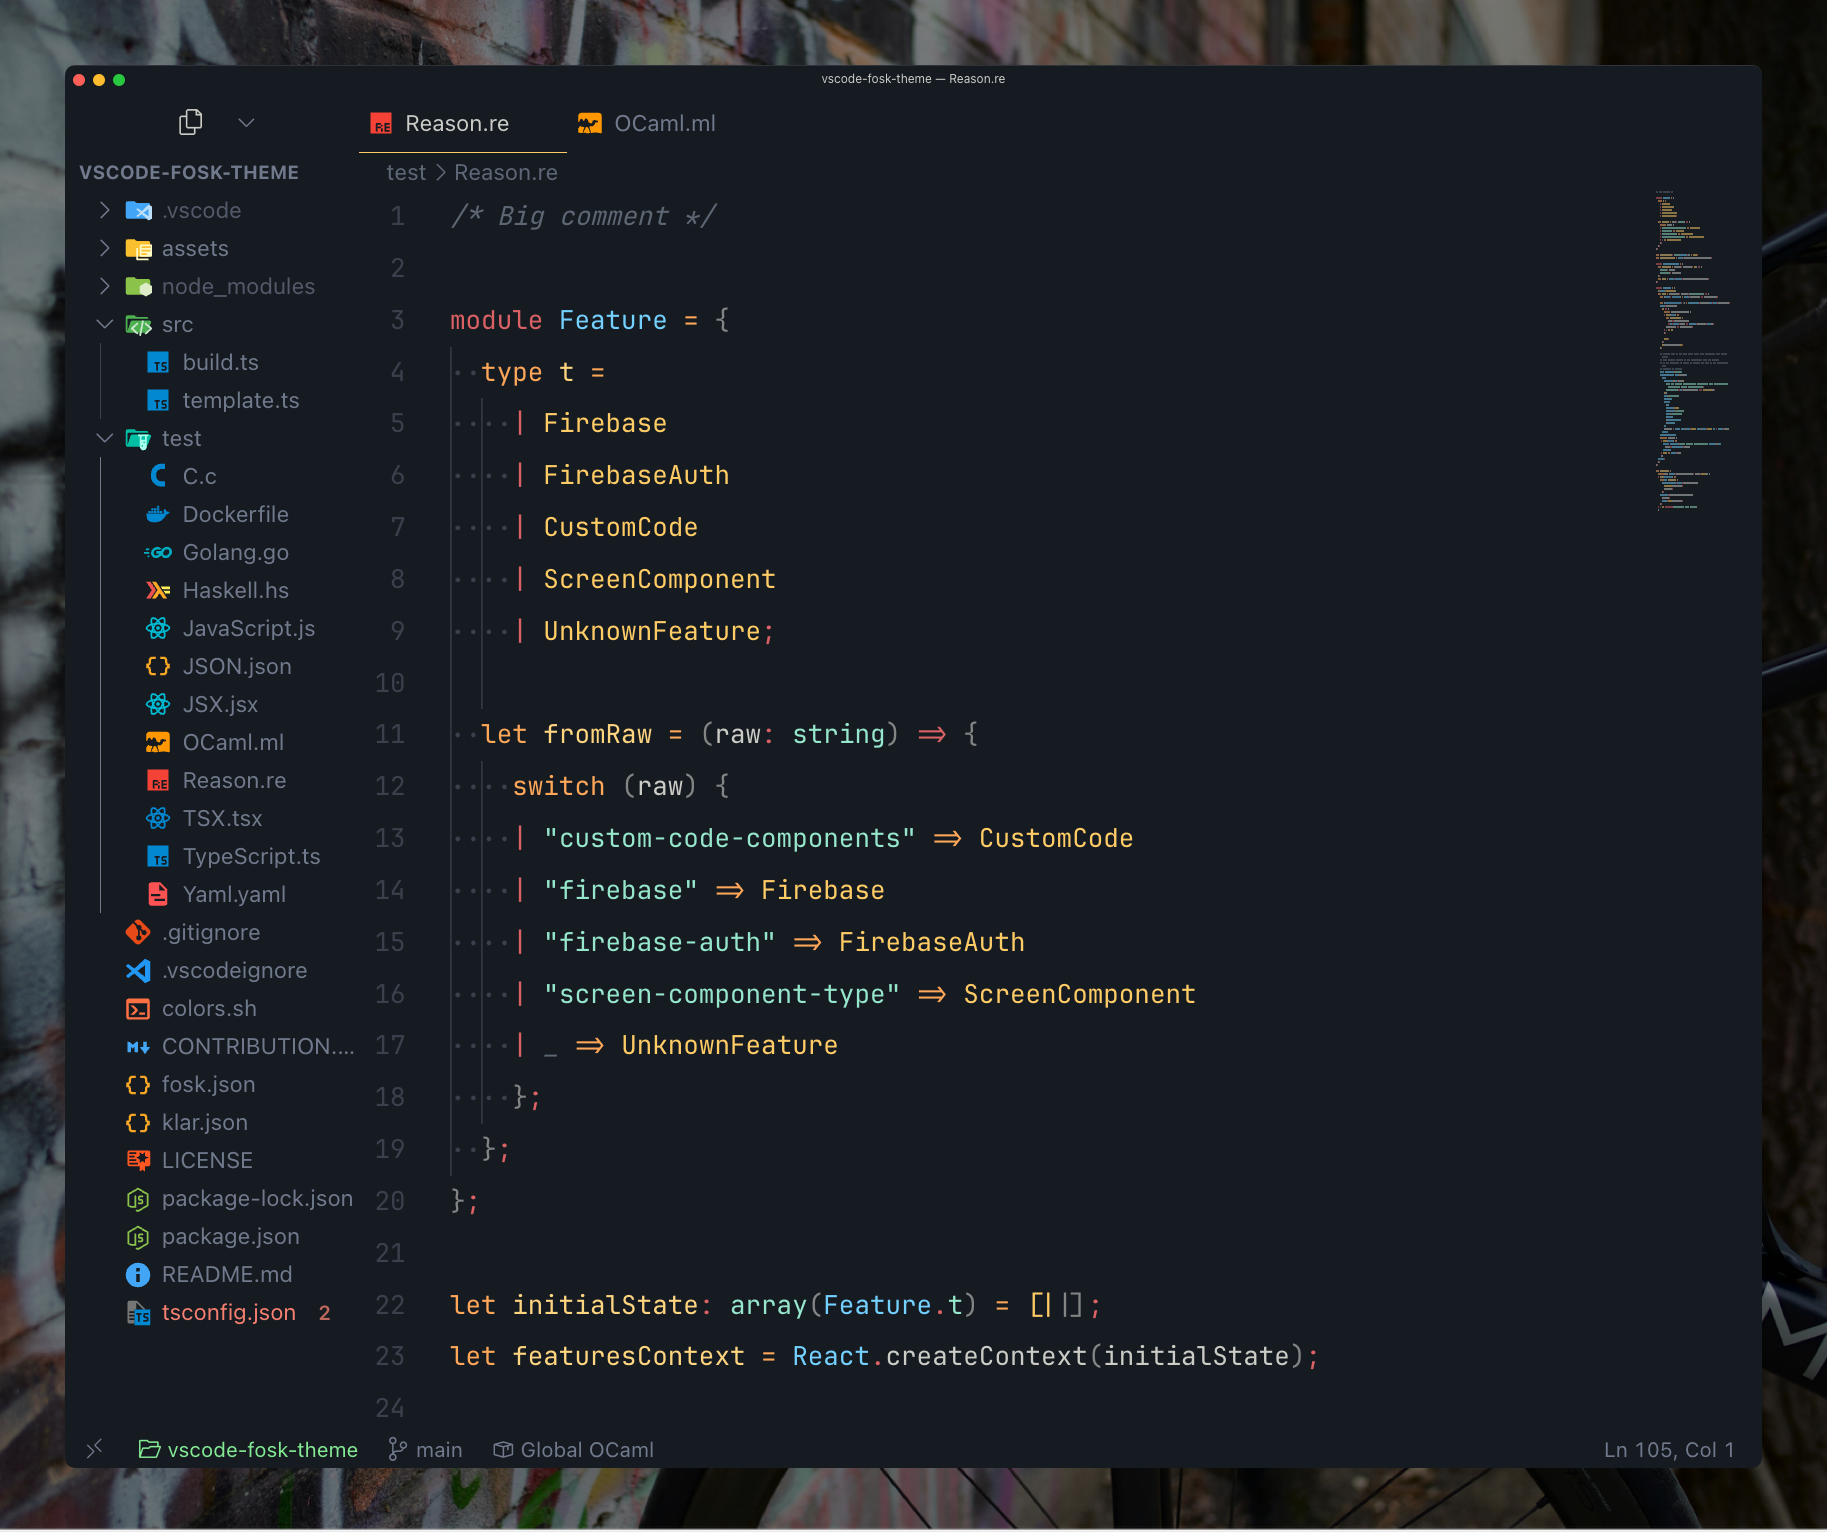 vscode-fosk-theme — Reason.re
Reason.re
OCaml.ml
VSCODE-FOSK-THEME
.vscode
assets
node_modules
src
build.ts
template.ts
test
C.c
Dockerfile
Golang.go
Haskell.hs
JavaScript.js
JSON.json
JSX.jsx
OCaml.ml
Reason.re
TSX.tsx
TypeScript.ts
Yaml.yaml
.gitignore
.vscodeignore
colors.sh
CONTRIBUTION....
fosk.json
klar.json
LICENSE
package-lock.json
package.json
README.md
tsconfig.json 2
test > Reason.re
1 /* Big comment */
2
3 module Feature = {
4 type t =
5 | Firebase
6 | FirebaseAuth
7 | CustomCode
8 | ScreenComponent
9 | UnknownFeature;
10
11 let fromRaw = (raw: string) => {
12 switch (raw) {
13 | "custom-code-components" => CustomCode
14 | "firebase" => Firebase
15 | "firebase-auth" => FirebaseAuth
16 | "screen-component-type" => ScreenComponent
17 | _ => UnknownFeature
18 };
19 };
20 };
21
22 let initialState: array(Feature.t) = [||];
23 let featuresContext = React.createContext(initialState);
24
vscode-fosk-theme
main
Global OCaml
Ln 105, Col 1